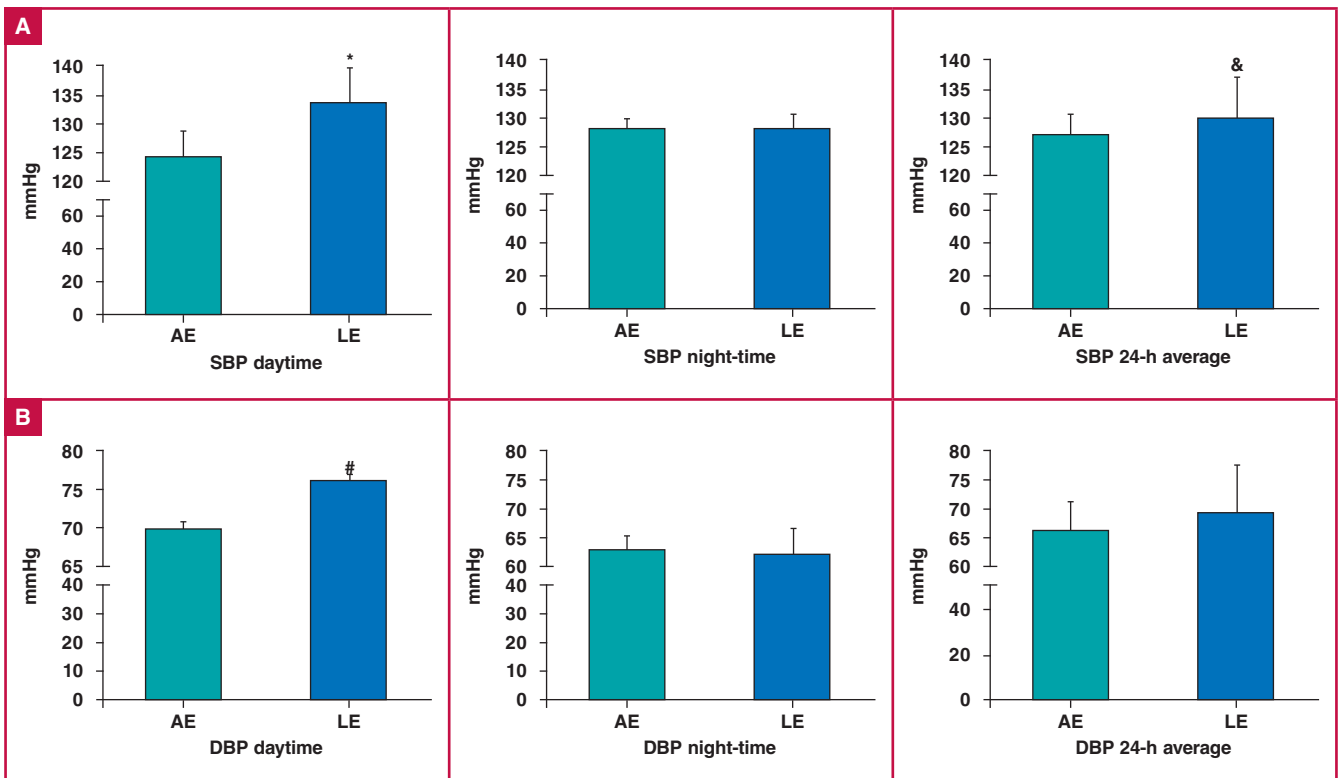 A
mmHg
140
135
130
125
120
60
40
20
0
*
AE
LE
SBP daytime
mmHg
140
135
130
125
120
60
40
20
0
AE
LE
SBP night-time
mmHg
140
135
130
125
120
60
40
20
0
&
AE
LE
SBP 24-h average
B
mmHg
80
75
70
65
40
30
20
10
0
#
AE
LE
DBP daytime
mmHg
80
75
70
65
60
40
30
20
10
0
AE
LE
DBP night-time
mmHg
80
75
70
65
60
40
20
0
AE
LE
DBP 24-h average